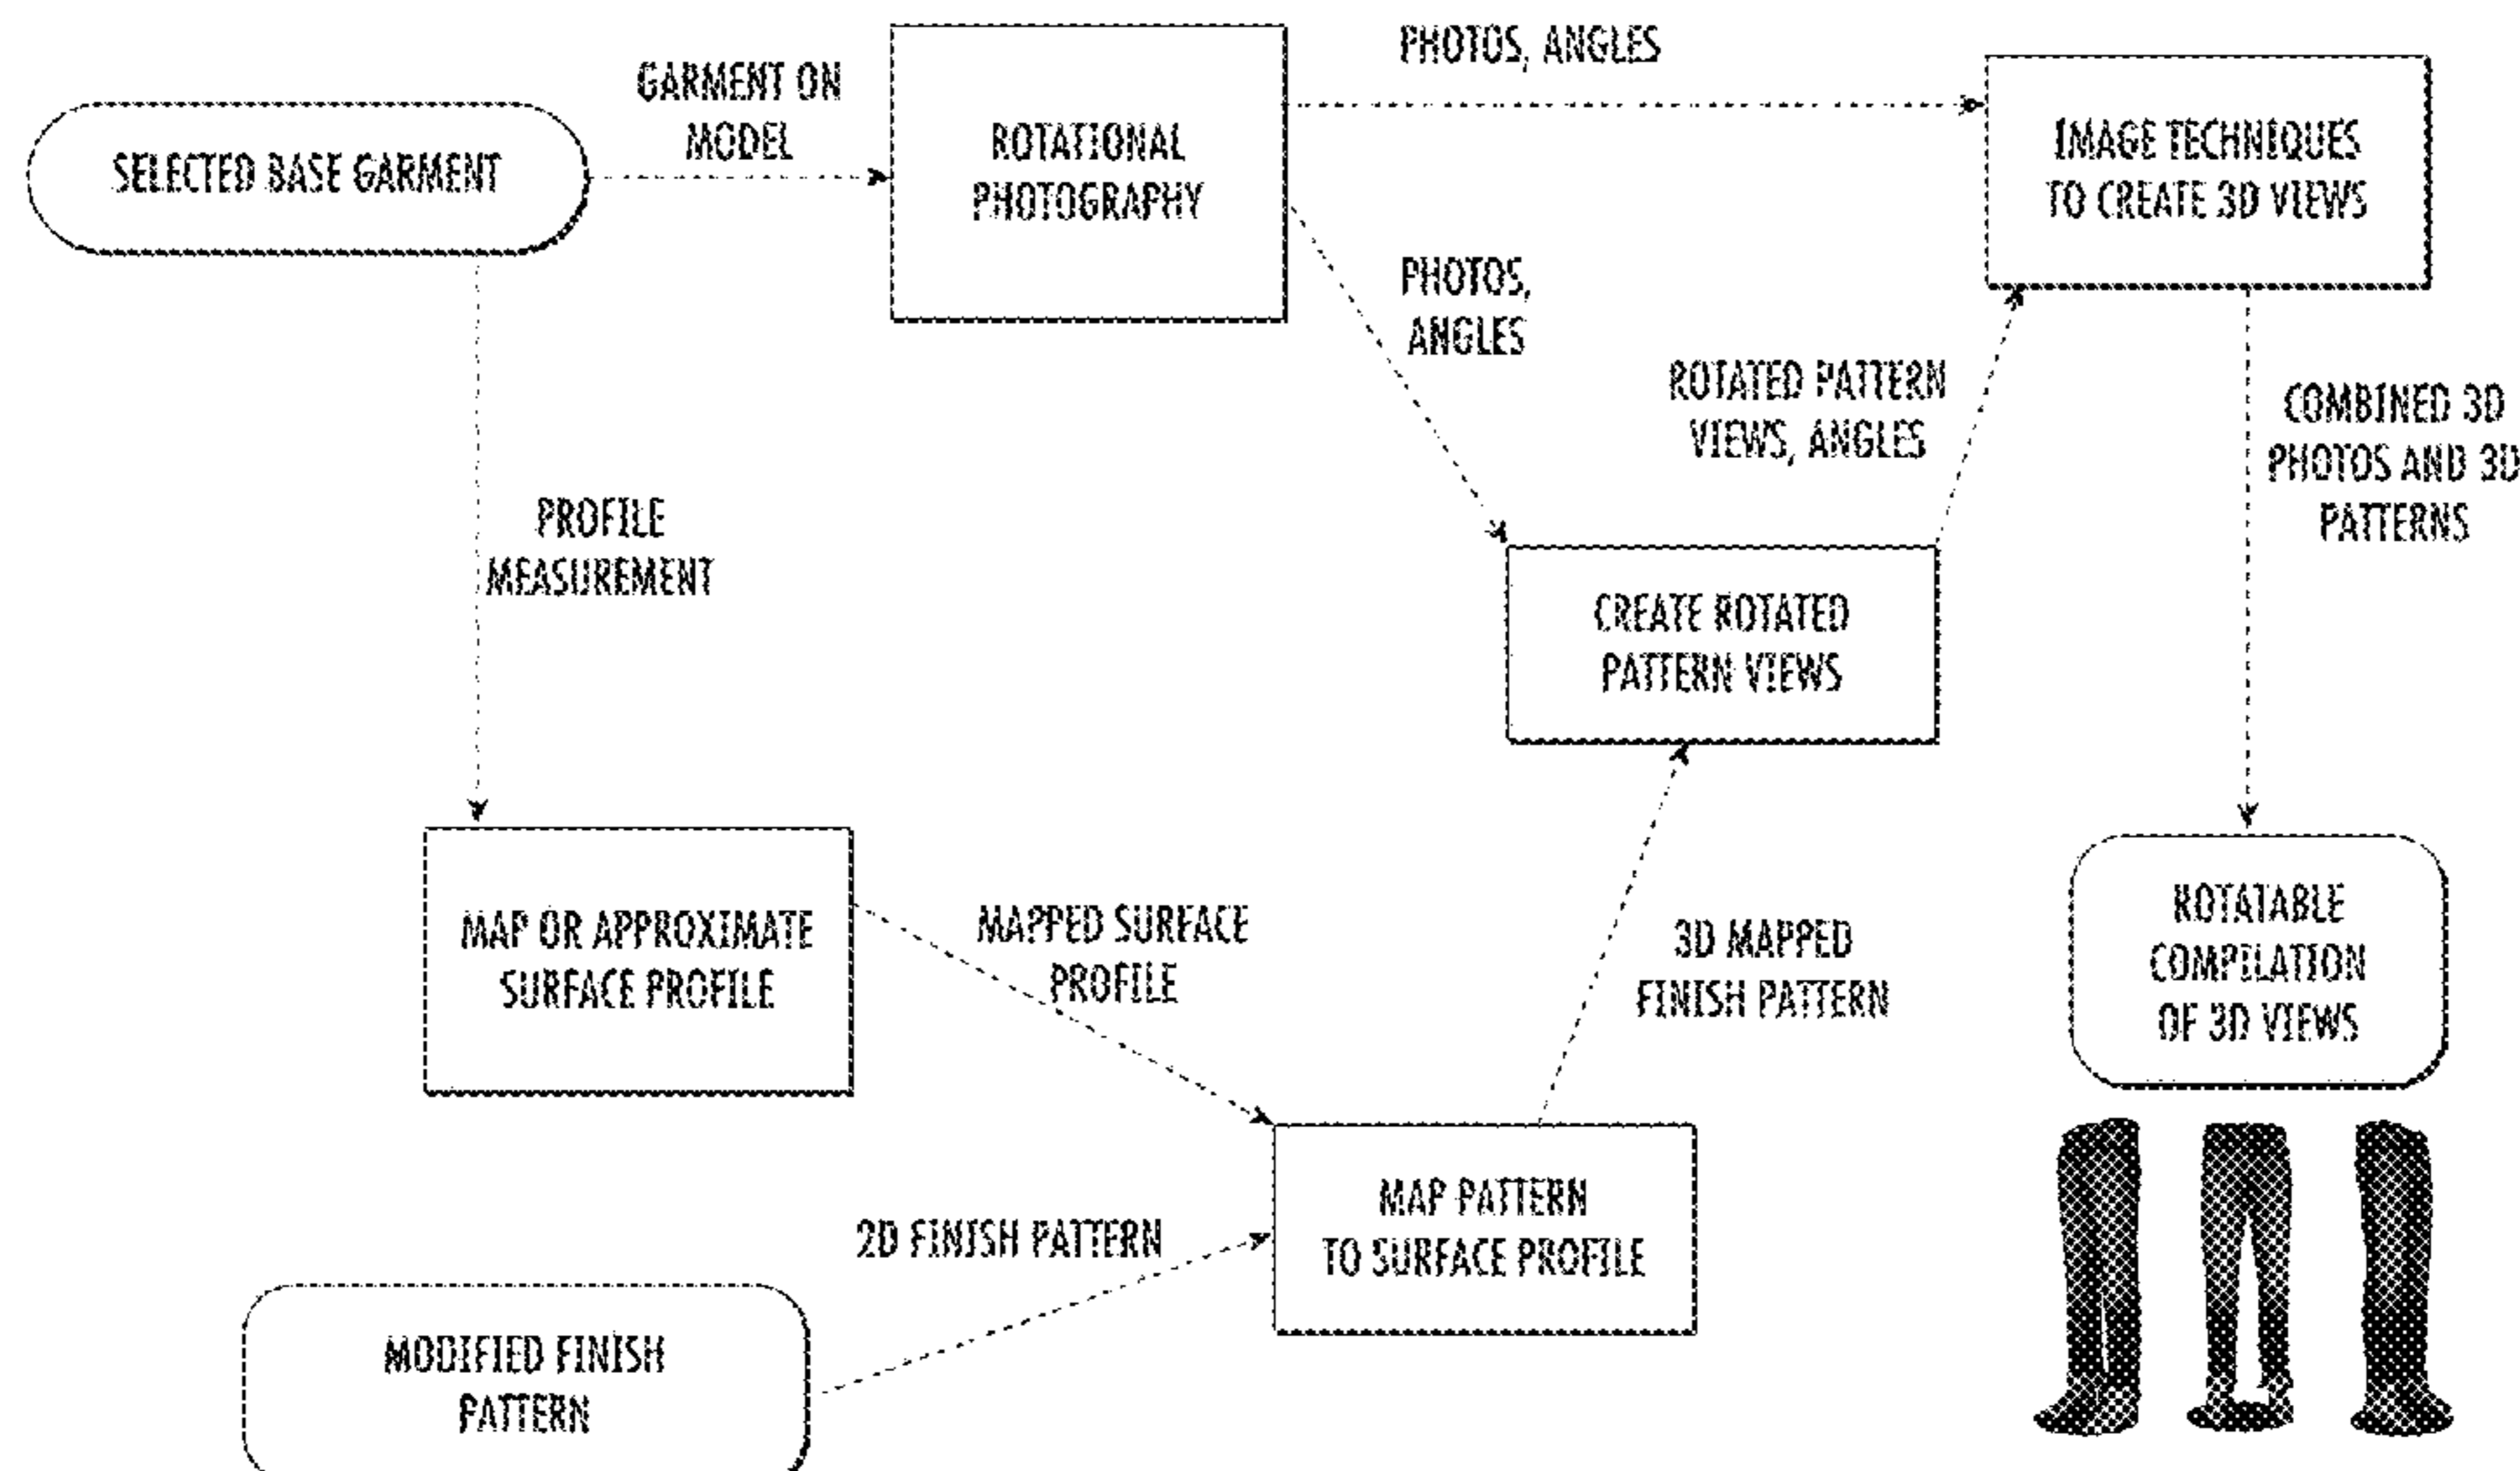 GARMENT ON
MODEL
PHOTOS, ANGLES
SELECTED BASE GARMENT
ROTATIONAL
PHOTOGRAPHY
IMAGE TECHNIQUES
TO CREATE 3D VIEWS
PHOTOS,
ANGLES
ROTATED PATTERN
VIEWS, ANGLES
COMBINED 3D
PHOTOS AND 3D
PATTERNS
PROFILE
MEASUREMENT
CREATE ROTATED
PATTERN VIEWS
MAP OR APPROXIMATE
SURFACE PROFILE
MAPPED SURFACE
PROFILE
3D MAPPED
FINISH PATTERN
ROTATABLE
COMPILATION
OF 3D VIEWS
MAP PATTERN
TO SURFACE PROFILE
2D FINISH PATTERN
MODIFIED FINISH
PATTERN